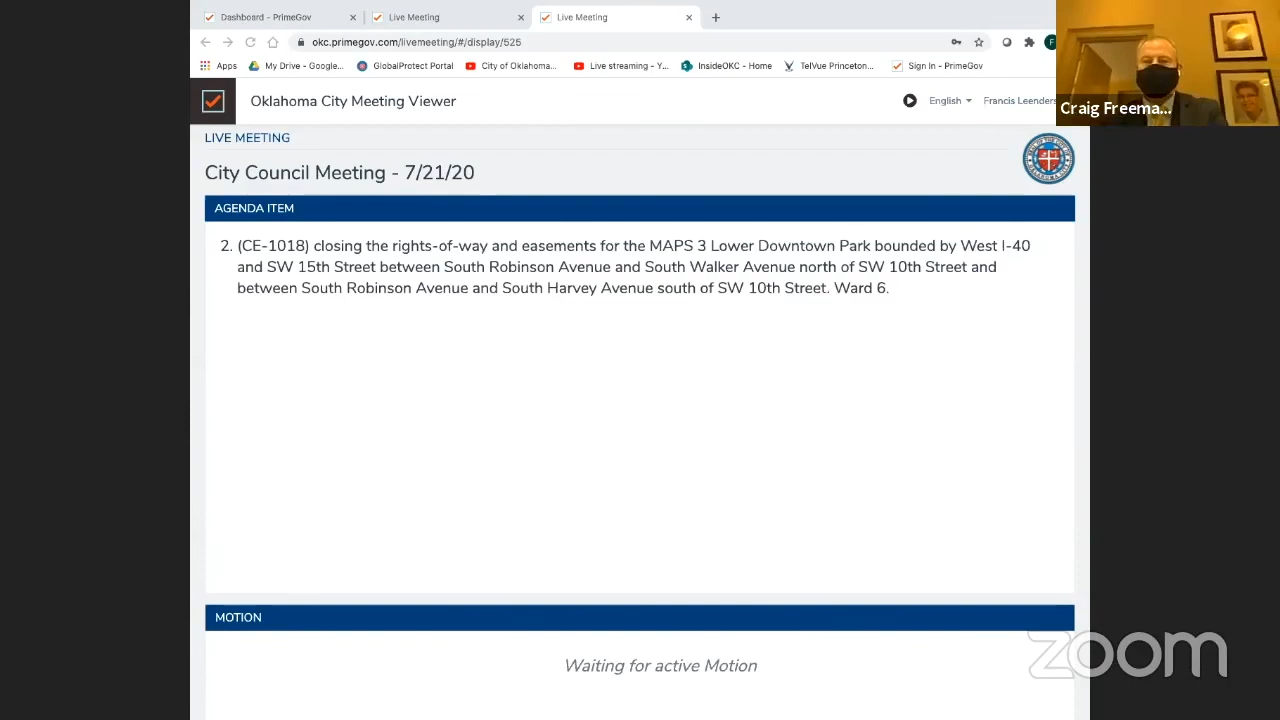 Dashboard - PrimeGov
Live Meeting
Live Meeting
okc.primegov.com/livemeeting/#/display/525
F
Apps
My Drive - Google...
GlobalProtect Portal
City of Oklahoma...
Live streaming - Y...
InsideOKC - Home
TelVue Princeton...
Sign In - PrimeGov
Craig Freema...
Oklahoma City Meeting Viewer
English
Francis Leenders
LIVE MEETING
City Council Meeting - 7/21/20
AGENDA ITEM
2. (CE-1018) closing the rights-of-way and easements for the MAPS 3 Lower Downtown Park bounded by West I-40
and SW 15th Street between South Robinson Avenue and South Walker Avenue north of SW 10th Street and
between South Robinson Avenue and South Harvey Avenue south of SW 10th Street. Ward 6.
MOTION
Waiting for active Motion
zoom